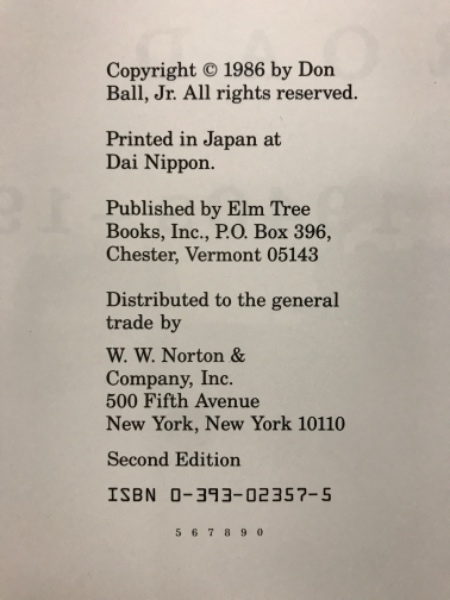 Copyright © 1986 by Don
Ball, Jr. All rights reserved.
Printed in Japan at
Dai Nippon.
Published by Elm Tree
Books, Inc., P.O. Box 396,
Chester, Vermont 05143
Distributed to the general
trade by
W. W. Norton &
Company, Inc.
500 Fifth Avenue
New York, New York 10110
Second Edition
ISBN 0-393-02357-5
5 6 7 8 9 0